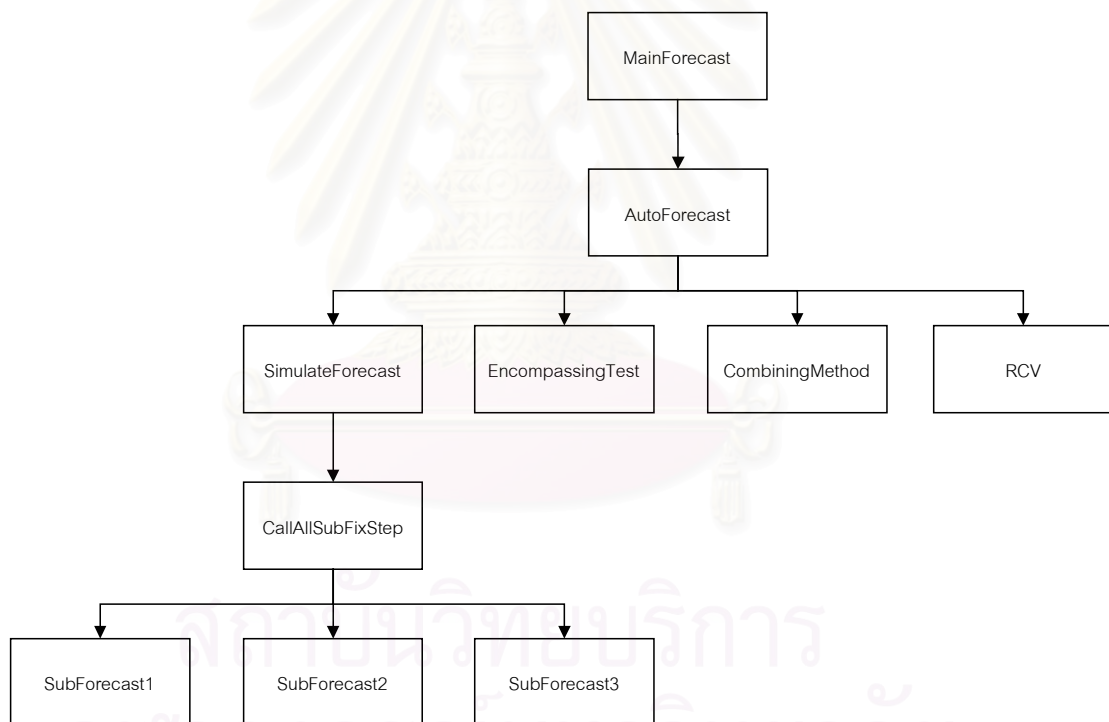 MainForecast
AutoForecast
SimulateForecast
EncompassingTest
CombiningMethod
RCV
CallAllSubFixStep
SubForecast1
SubForecast2
SubForecast3
สถาบันวิทยบริการ